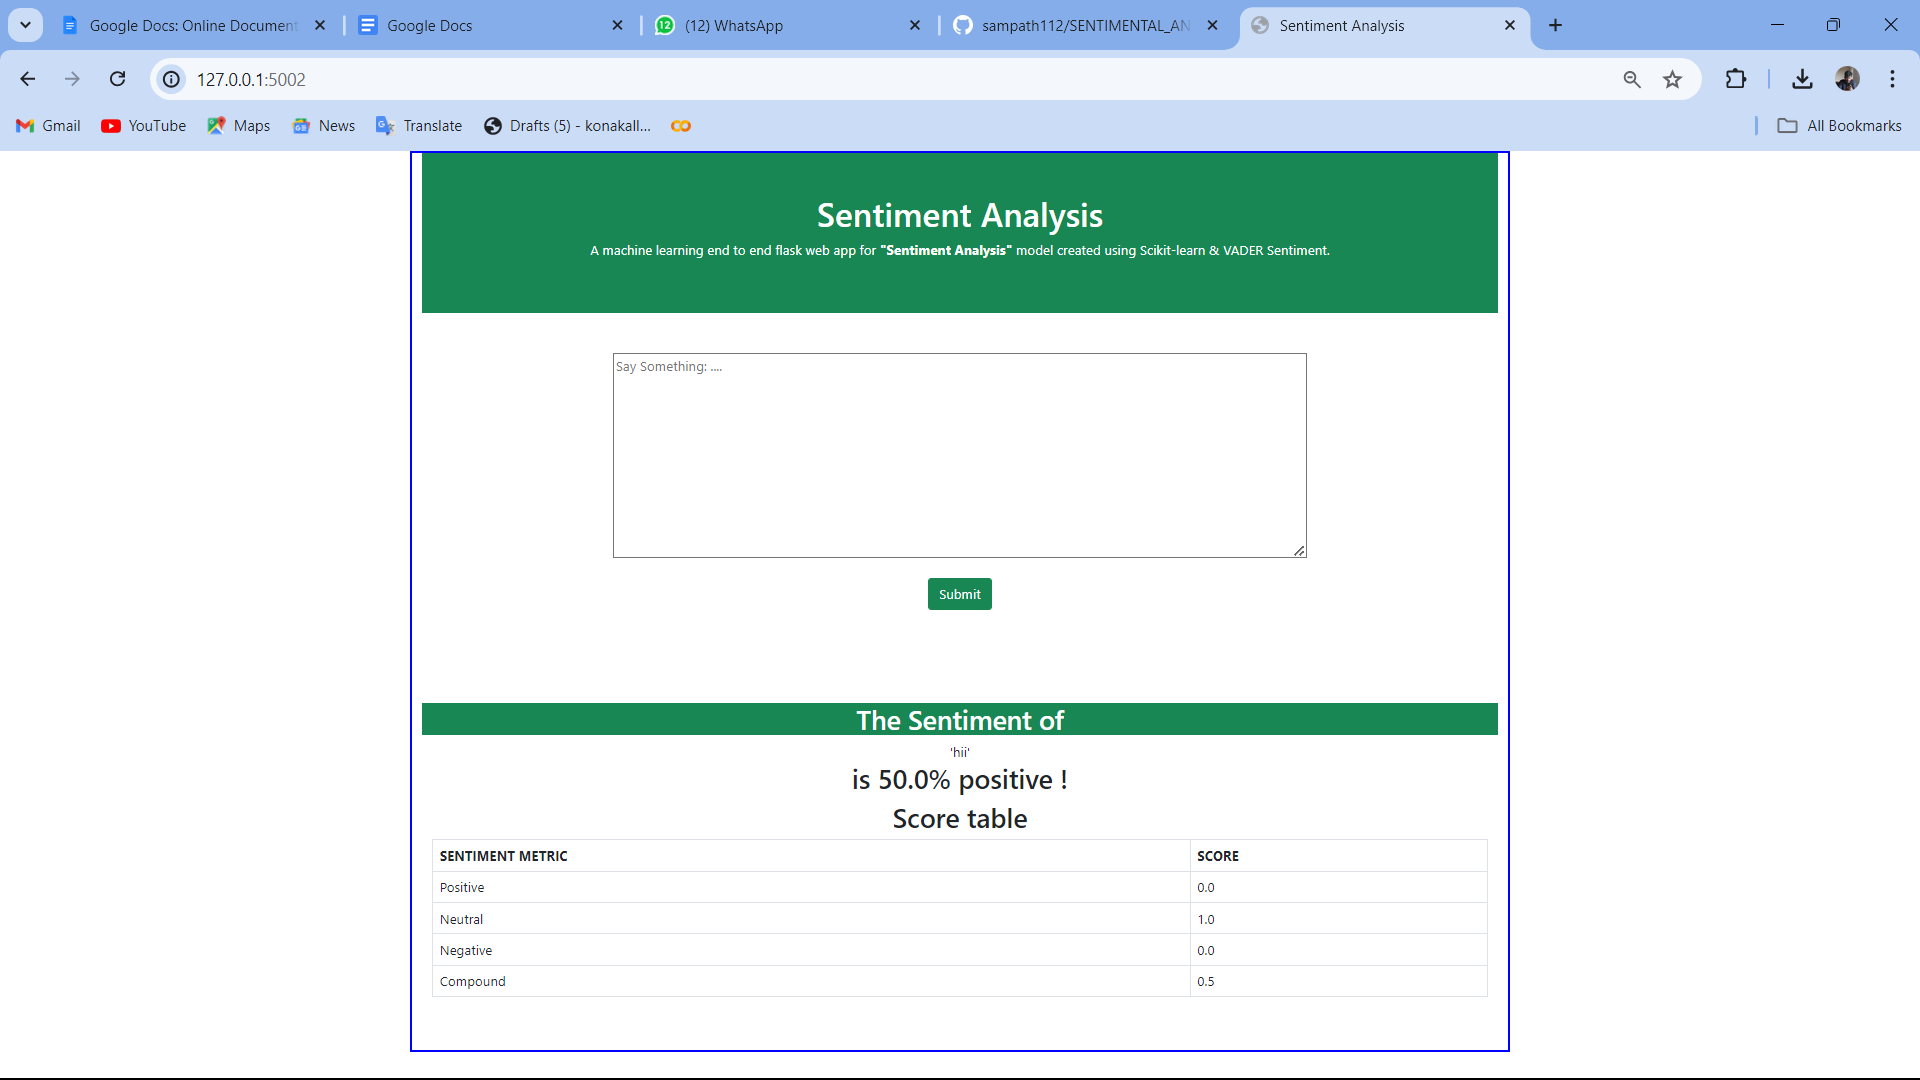 Google Docs: Online Document
Google Docs
12
(12) WhatsApp
sampath112/SENTIMENTAL_AN
Sentiment Analysis
127.0.0.1:5002
Gmail
YouTube
Maps
News
Translate
Drafts (5) - konakall...
All Bookmarks
Sentiment Analysis
A machine learning end to end flask web app for "Sentiment Analysis" model created using Scikit-learn & VADER Sentiment.
Say Something: ....
Submit
The Sentiment of
'hii'
is 50.0% positive !
Score table
SENTIMENT METRIC SCORE
Positive 0.0
Neutral 1.0
Negative 0.0
Compound 0.5